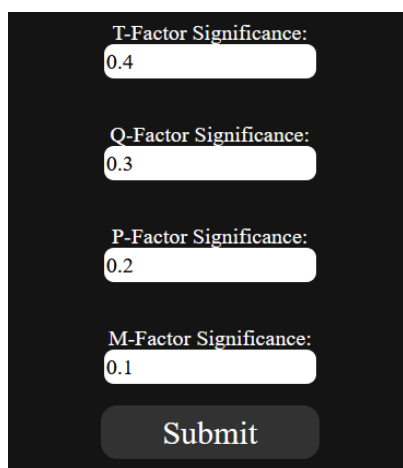 T-Factor Significance:
0.4
Q-Factor Significance:
0.3
P-Factor Significance:
0.2
M-Factor Significance:
0.1
Submit